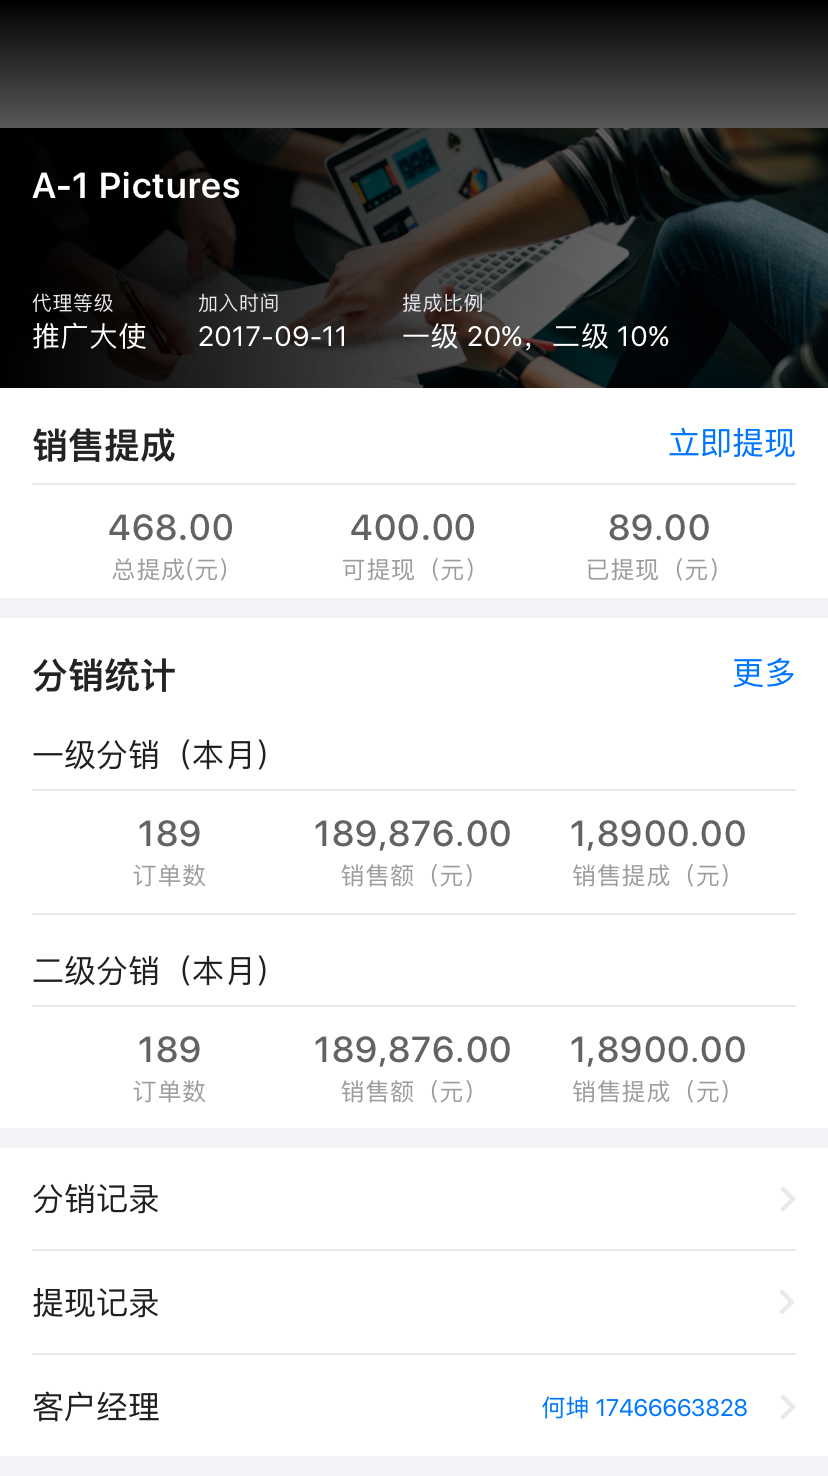 A-1 Pictures
代理等级 加入时间 提成比例
推广大使 2017-09-11 一级 20%，二级 10%
销售提成 立即提现
468.00 400.00 89.00
总提成(元) 可提现（元） 已提现（元）
分销统计 更多
一级分销（本月）
189 189,876.00 1,8900.00
订单数 销售额（元） 销售提成（元）
二级分销（本月）
189 189,876.00 1,8900.00
订单数 销售额（元） 销售提成（元）
分销记录
提现记录
客户经理 何坤 17466663828